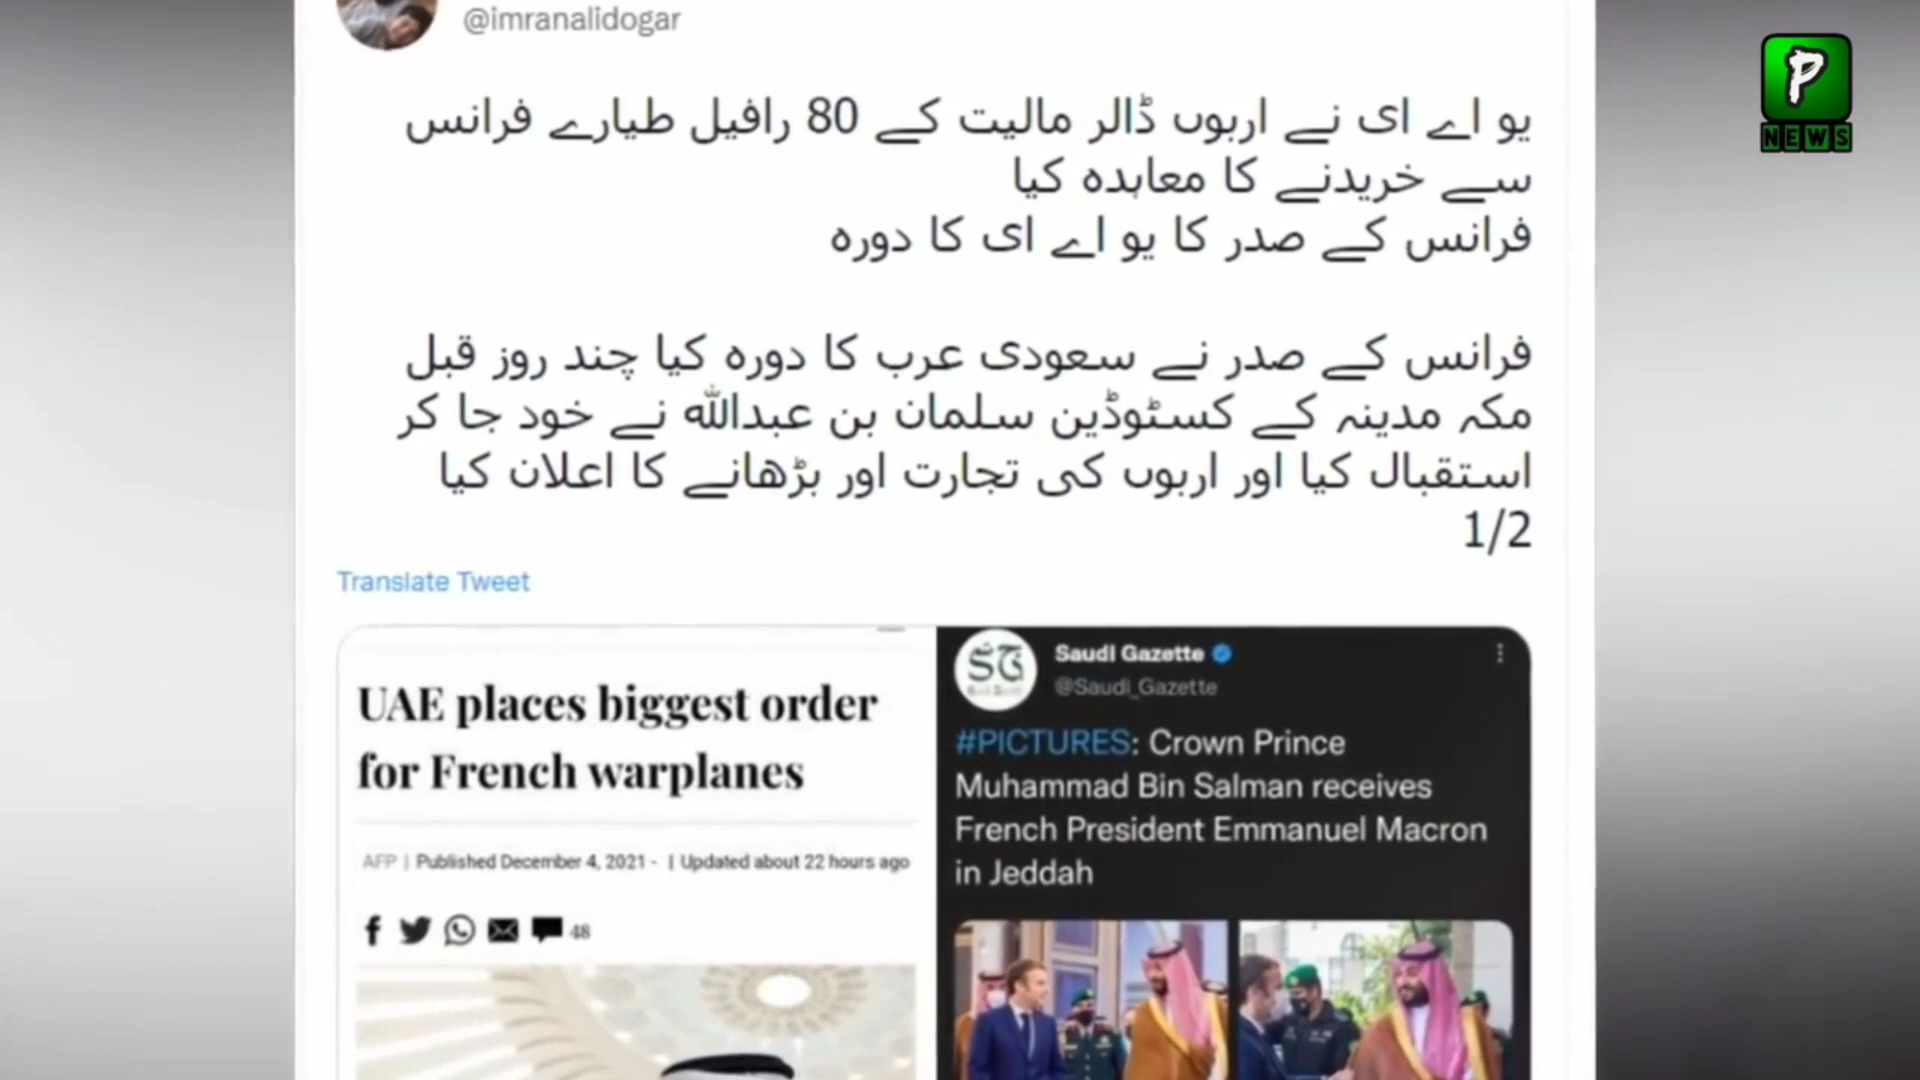 @imranalidogar
P
NEWS
یو اے ای نے اربوں ڈالر مالیت کے 80 رافیل طیارے فرانس
سے خریدنے کا معاہدہ کیا
فرانس کے صدر کا یو اے ای کا دورہ
فرانس کے صدر نے سعودی عرب کا دورہ کیا چند روز قبل
مکہ مدینہ کے کسٹوڈین سلمان بن عبداللہ نے خود جا کر
استقبال کیا اور اربوں کی تجارت اور بڑھانے کا اعلان کیا
1/2
Translate Tweet
UAE places biggest order
for French warplanes
AFP | Published December 4, 2021 - | Updated about 22 hours ago
48
SG
Saudi Gazette
@Saudi_Gazette
#PICTURES: Crown Prince
Muhammad Bin Salman receives
French President Emmanuel Macron
in Jeddah